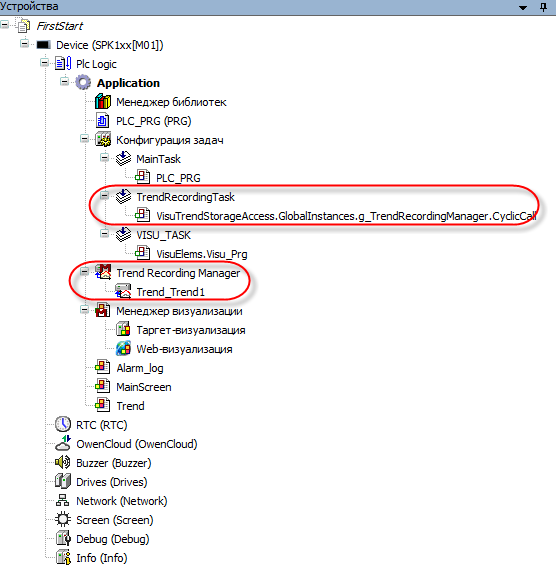 Устройства
FirstStart
Device (SPK1xx[M01])
Plc Logic
Application
Менеджер библиотек
PLC_PRG (PRG)
Конфигурация задач
MainTask
PLC_PRG
TrendRecordingTask
VisuTrendStorageAccess.GlobalInstances.g_TrendRecordingManager.CyclicCall
VISU_TASK
VisuElems.Visu_Prg
Trend Recording Manager
Trend_Trend1
Менеджер визуализации
Таргет-визуализация
Web-визуализация
Alarm_log
MainScreen
Trend
RTC (RTC)
OwenCloud (OwenCloud)
Buzzer (Buzzer)
Drives (Drives)
Network (Network)
Screen (Screen)
Debug (Debug)
Info (Info)